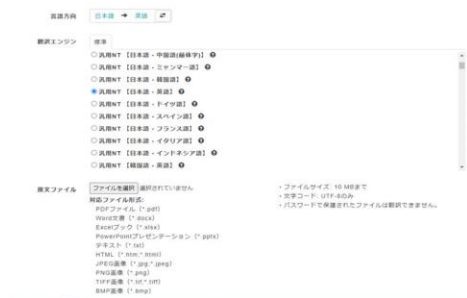 言語方向
日本語 → 英語
翻訳エンジン
標準
汎用NT 【日本語 - 中国語(簡体字)】
汎用NT 【日本語 - ミャンマー語】
汎用NT 【日本語 - 韓国語】
汎用NT 【日本語 - 英語】
汎用NT 【日本語 - ドイツ語】
汎用NT 【日本語 - スペイン語】
汎用NT 【日本語 - フランス語】
汎用NT 【日本語 - イタリア語】
汎用NT 【日本語 - インドネシア語】
汎用NT 【韓国語 - 英語】
原文ファイル
ファイルを選択 選択されていません
対応ファイル形式:
PDFファイル (*.pdf)
Word文書 (*.docx)
Excelブック (*.xlsx)
PowerPointプレゼンテーション (*.pptx)
テキスト (*.txt)
HTML (*.htm,*.html)
JPEG画像 (*.jpg,*.jpeg)
PNG画像 (*.png)
TIFF画像 (*.tif,*.tiff)
BMP画像 (*.bmp)
・ファイルサイズ: 10 MBまで
・文字コード: UTF-8のみ
・パスワードで保護されたファイルは翻訳できません。